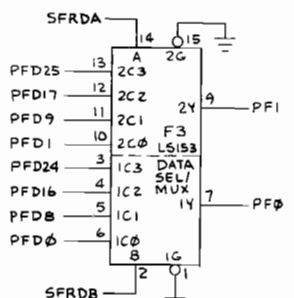 SFRDA
14 15
A 2G
PFD25 13 2C3
PFD17 12 2C2
PFD9 11 2C1 2Y 9 PF1
PFD1 10 2CØ F3
LS153
PFD24 3 1C3 DATA
PFD16 4 1C2 SEL/
MUX
PFD8 5 1C1 1Y 7 PFØ
PFDØ 6 1CØ
B 1G
2 1
SFRDB